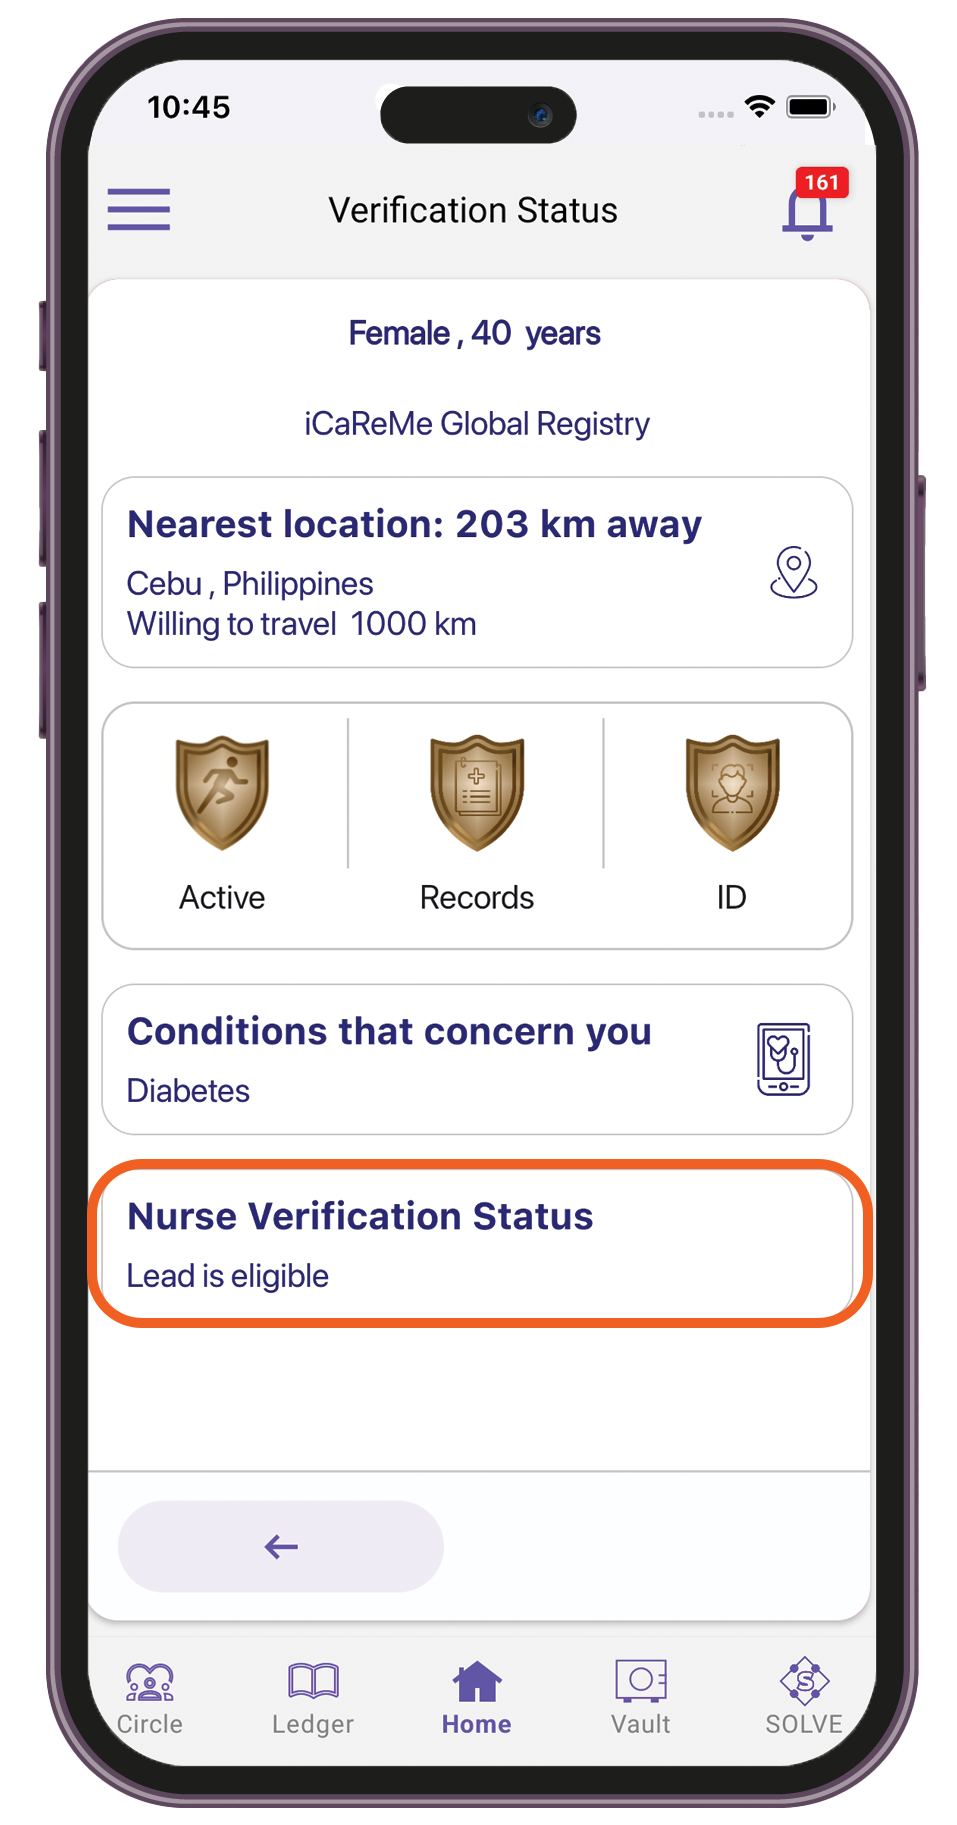 10:45
161
Verification Status
Female , 40 years
iCaReMe Global Registry
Nearest location: 203 km away
Cebu , Philippines
Willing to travel 1000 km
Active
Records
ID
Conditions that concern you
Diabetes
Nurse Verification Status
Lead is eligible
Circle
Ledger
Home
Vault
S
SOLVE